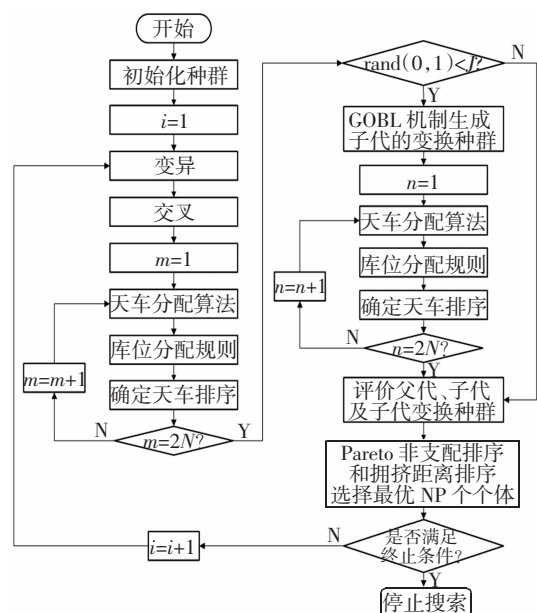 开始
初始化种群
i=1
变异
交叉
m=1
天车分配算法
库位分配规则
m=m+1
确定天车排序
N
m=2N?
Y
rand(0,1)<J?
N
Y
GOBL 机制生成
子代的变换种群
n=1
天车分配算法
库位分配规则
n=n+1
确定天车排序
N
n=2N?
Y
评价父代、子代
及子代变换种群
Pareto 非支配排序
和拥挤距离排序
选择最优 NP 个个体
i=i+1
N
是否满足
终止条件?
Y
停止搜索